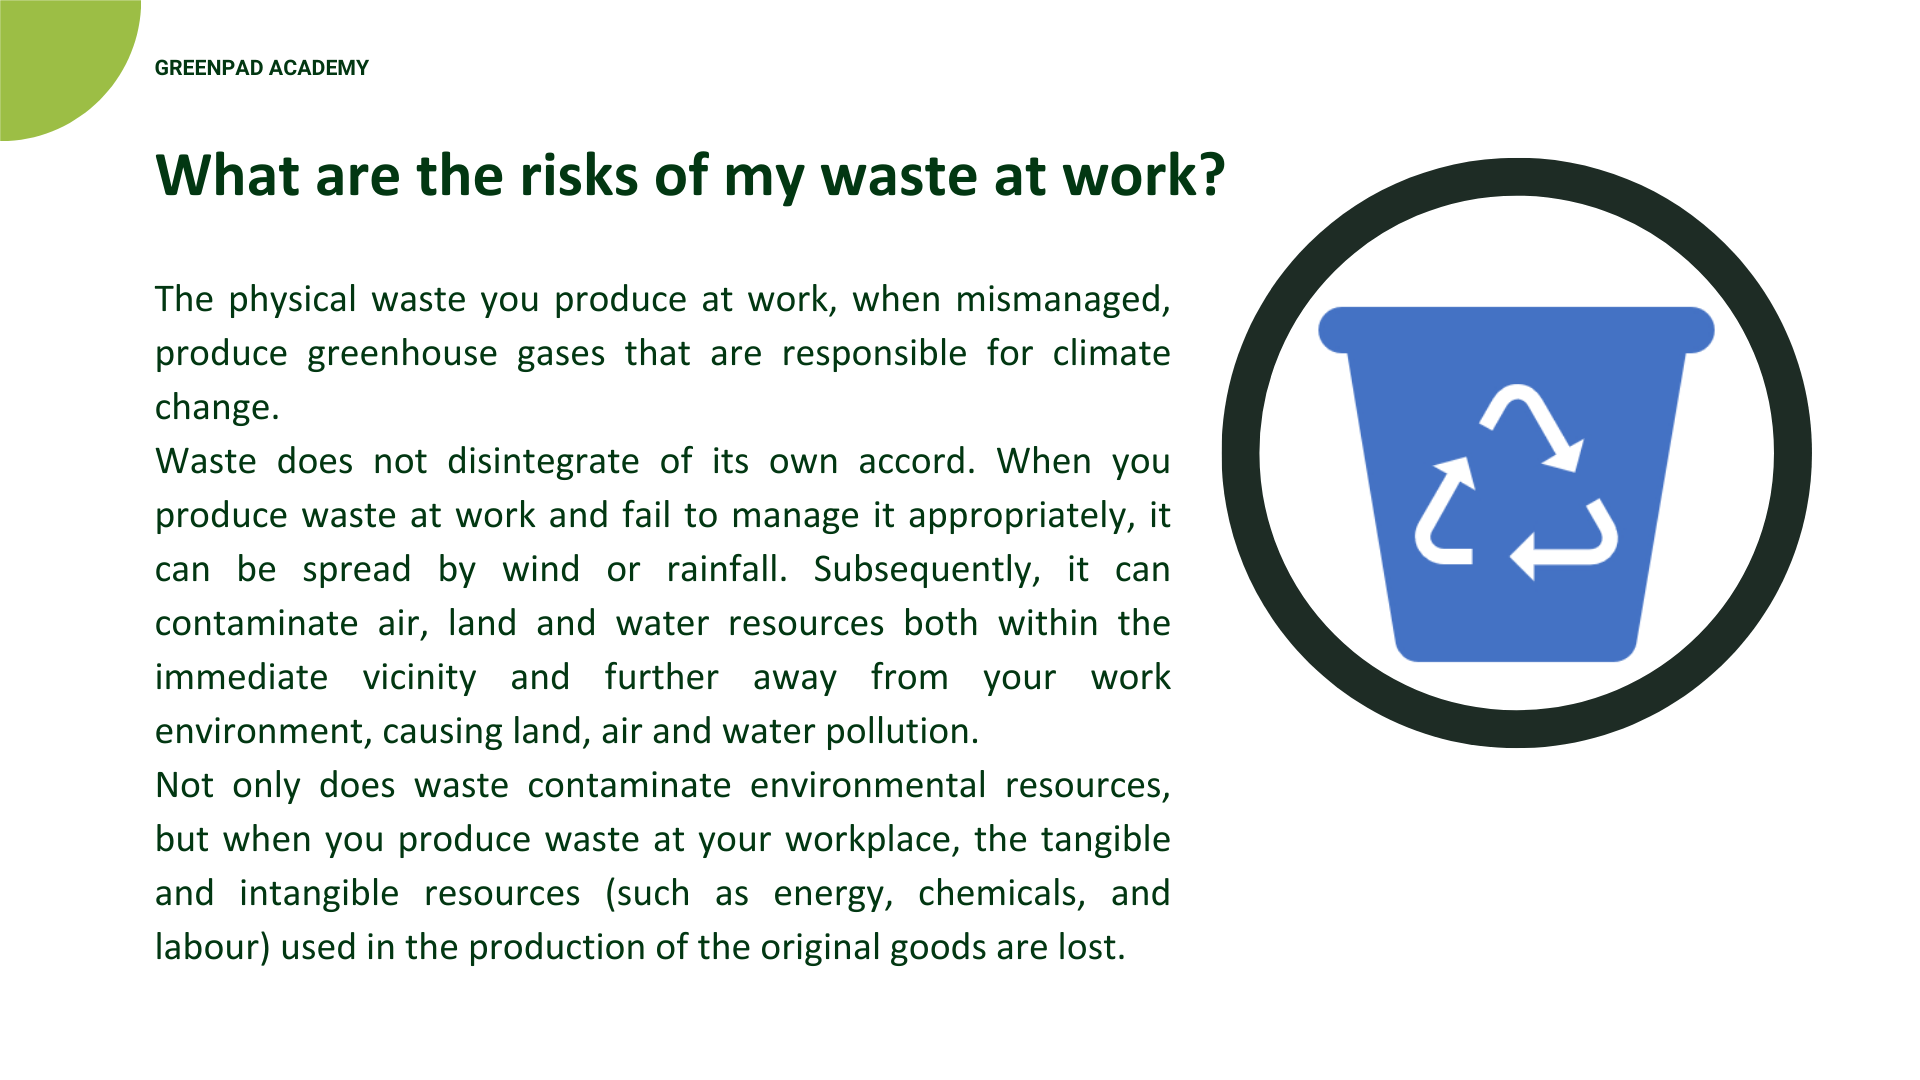 GREENPAD ACADEMY
What are the risks of my waste at work?
The physical waste you produce at work, when mismanaged,
produce greenhouse gases that are responsible for climate
change.
Waste does not disintegrate of its own accord. When you
produce waste at work and fail to manage it appropriately, it
can be spread by wind or rainfall. Subsequently, it can
contaminate air, land and water resources both within the
immediate vicinity and further away from your work
environment, causing land, air and water pollution.
Not only does waste contaminate environmental resources,
but when you produce waste at your workplace, the tangible
and intangible resources (such as energy, chemicals, and
labour) used in the production of the original goods are lost.